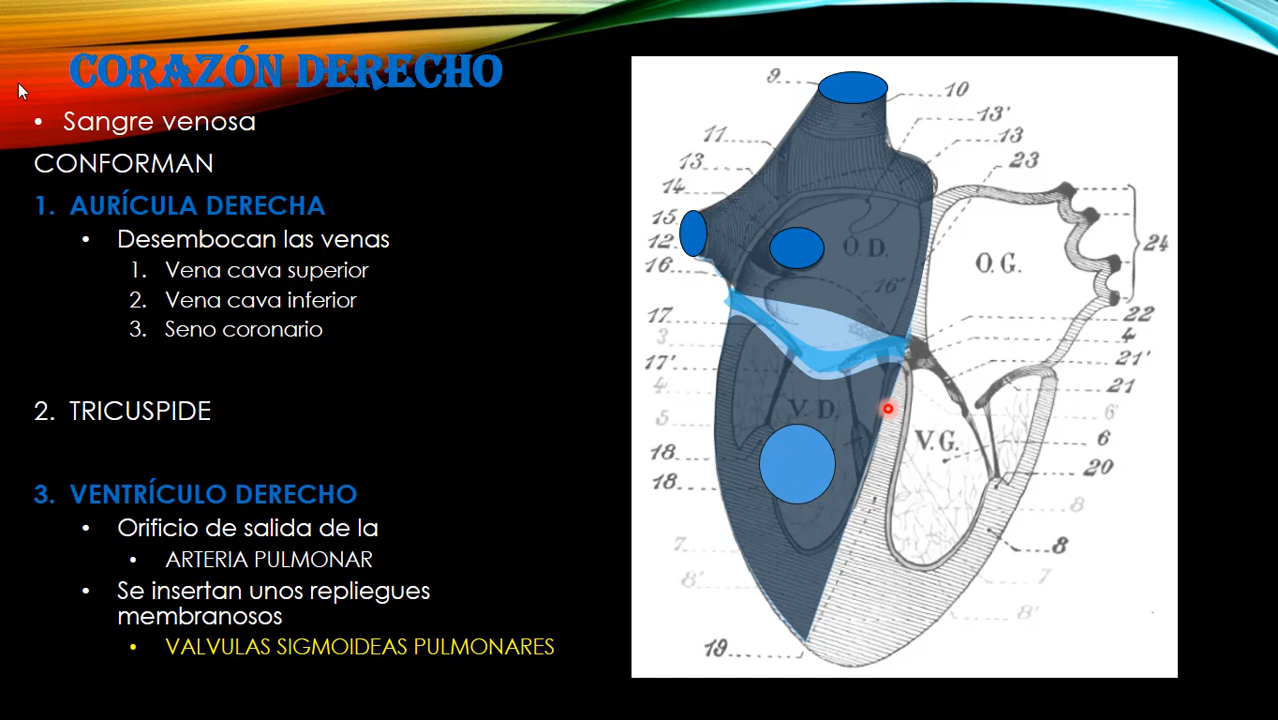 CORAZÓN DERECHO
• Sangre venosa
CONFORMAN
1. AURÍCULA DERECHA
• Desembocan las venas
1. Vena cava superior
2. Vena cava inferior
3. Seno coronario
2. TRICUSPIDE
3. VENTRÍCULO DERECHO
• Orificio de salida de la
• ARTERIA PULMONAR
• Se insertan unos repliegues
membranosos
• VALVULAS SIGMOIDEAS PULMONARES
9
10
13'
11
13
13
23
14
15
12
24
O.D.
O.G.
16
16'
17
22
3
4
17'
21'
4
21
V.D.
5
6'
V.G.
6
18
20
18
8
7
8
8'
7
8'
19